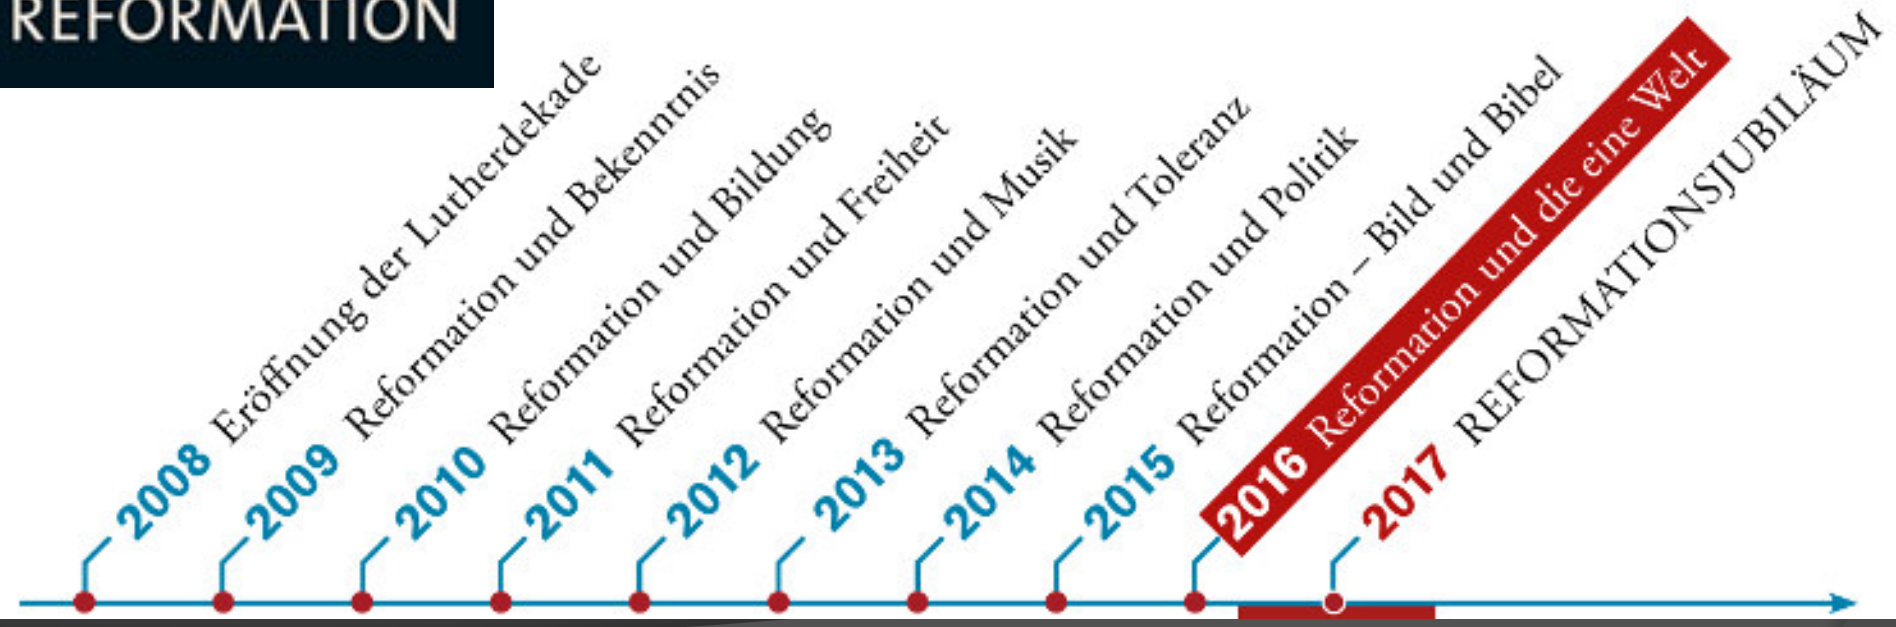 REFORMATION
2008 Eröffnung der Lutherdekade
2009 Reformation und Bekenntnis
2010 Reformation und Bildung
2011 Reformation und Freiheit
2012 Reformation und Musik
2013 Reformation und Toleranz
2014 Reformation und Politik
2015 Reformation – Bild und Bibel
2016 Reformation und die eine Welt
2017 REFORMATIONSJUBILÄUM